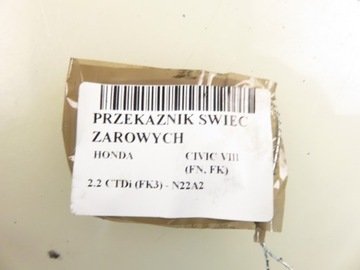 PRZEKAZNIK SWIEC
ZAROWYCH
HONDA CIVIC VIII
(FN, FK)
2.2 CTDi (FK3) - N22A2